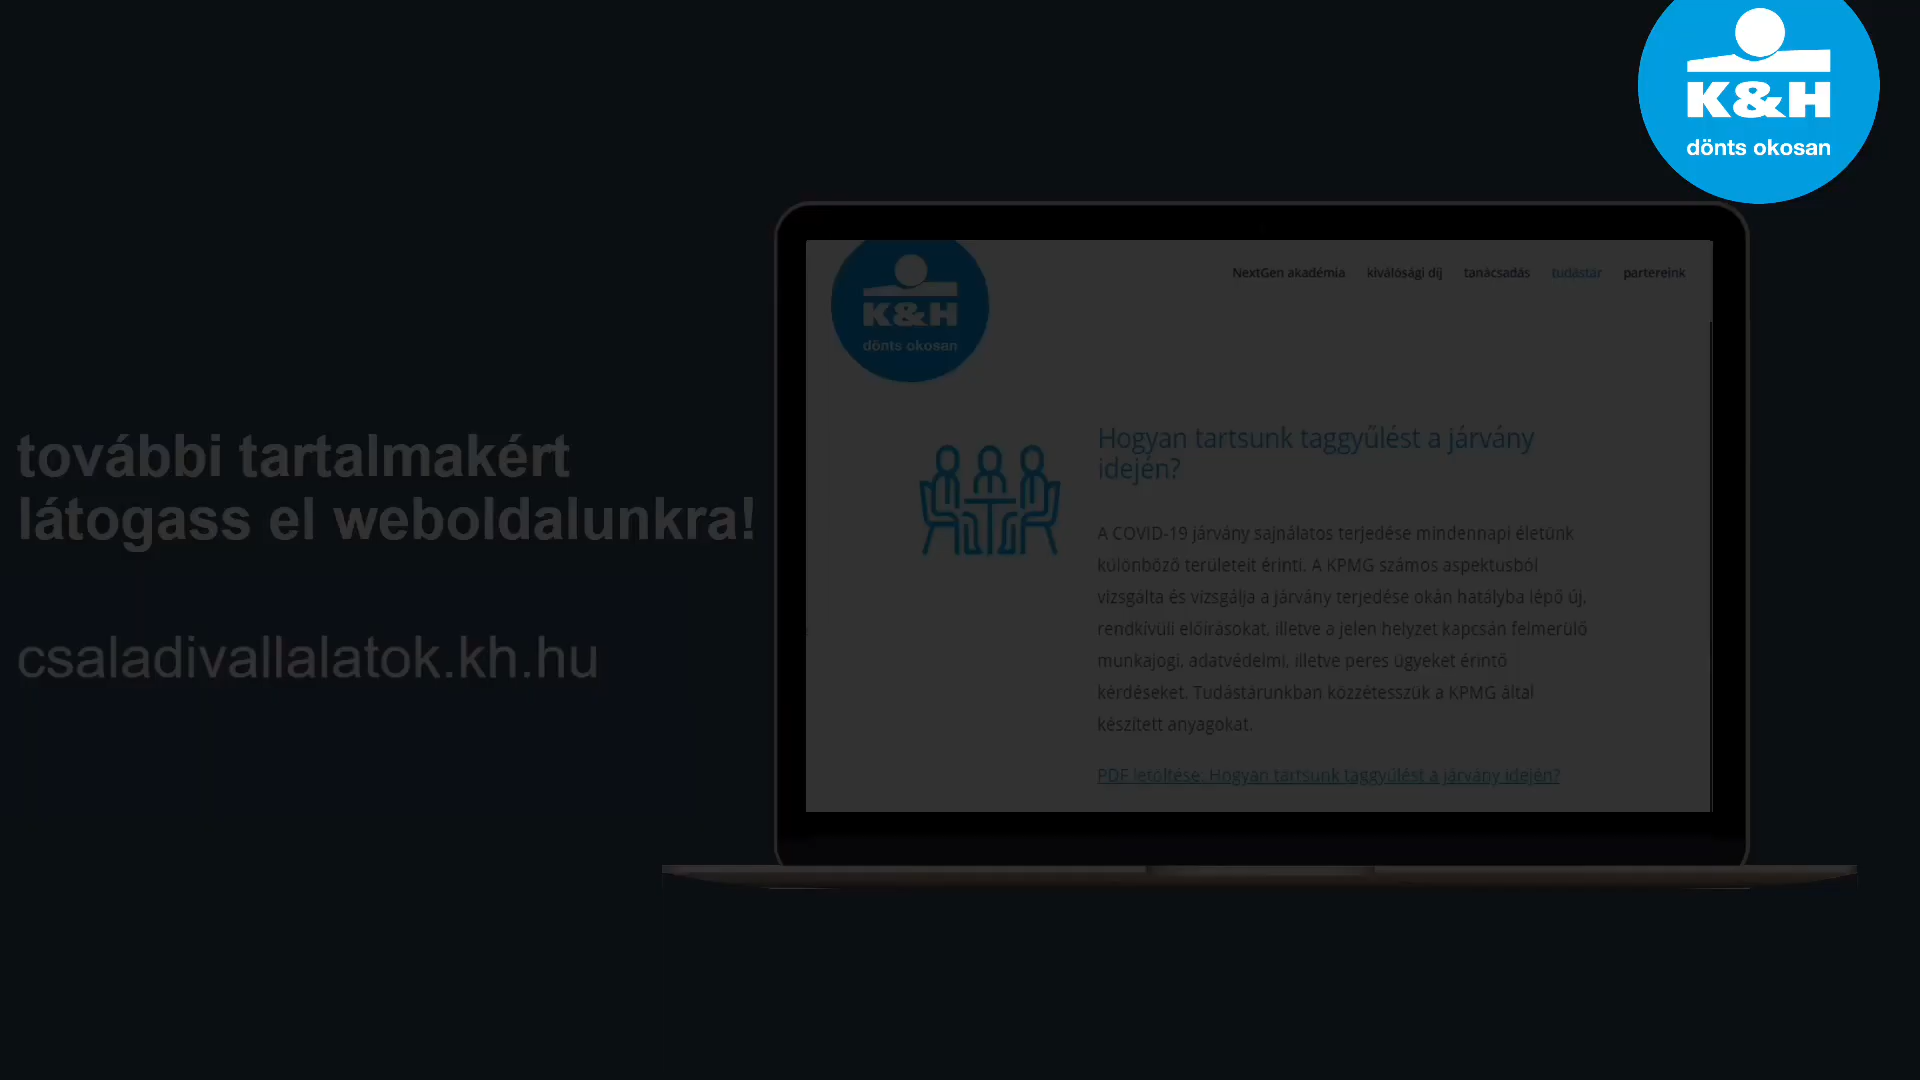 K&H
dönts okosan
K&H
dönts okosan
NextGen akadémia kiválósági díj tanácsadás tudástár partereink
további tartalmakért
látogass el weboldalunkra!
csaladivallalatok.kh.hu
Hogyan tartsunk taggyűlést a járvány
idején?
A COVID-19 járvány sajnálatos terjedése mindennapi életünk
különböző területeit érinti. A KPMG számos aspektusból
vizsgálta és vizsgálja a járvány terjedése okán hatályba lépő új,
rendkívüli előírásokat, illetve a jelen helyzet kapcsán felmerülő
munkajogi, adatvédelmi, illetve peres ügyeket érintő
kérdéseket. Tudástárunkban közzétesszük a KPMG által
készített anyagokat.
PDF letöltése: Hogyan tartsunk taggyűlést a járvány idején?